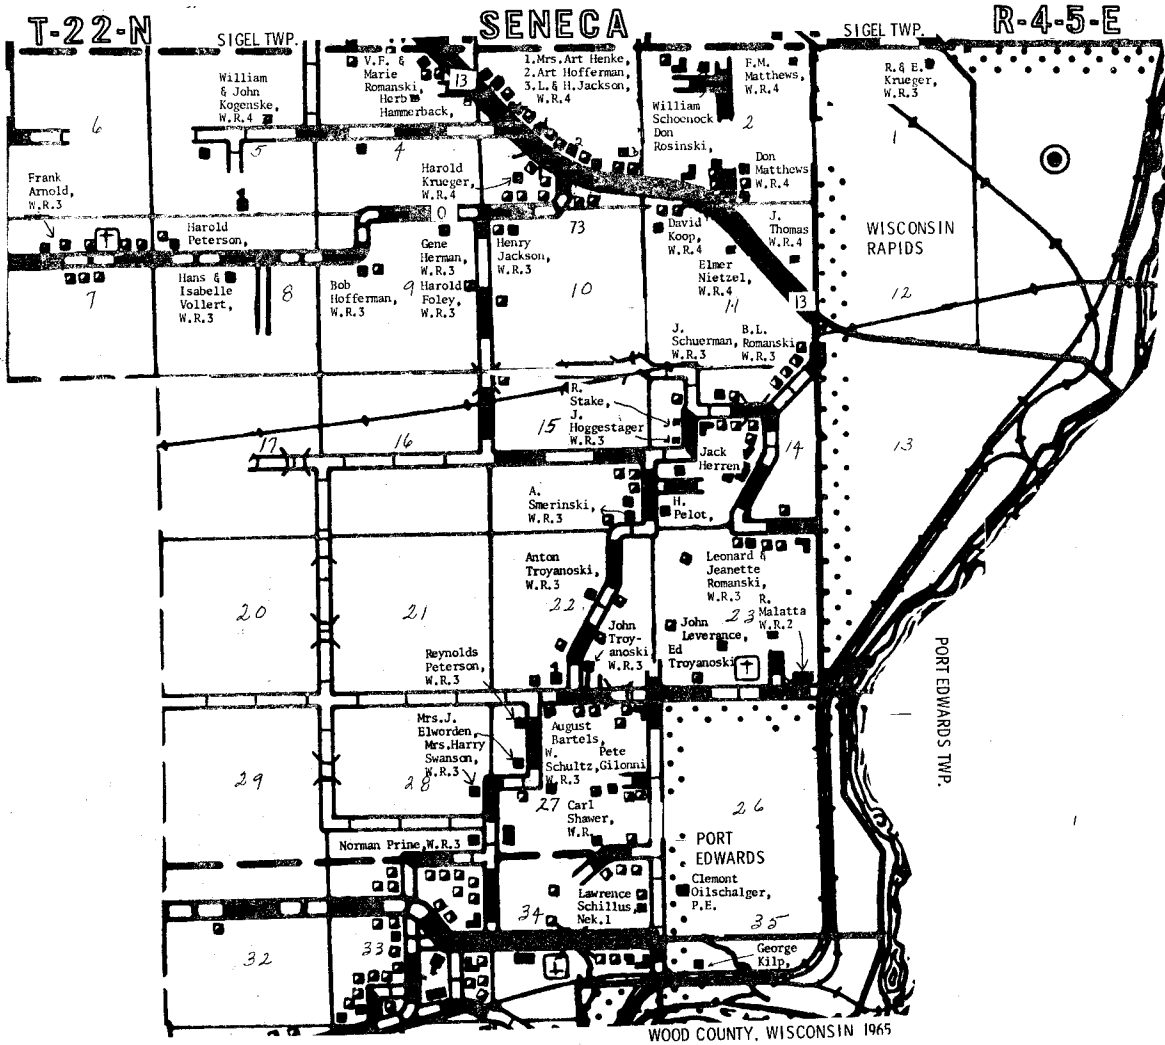 T-22-N
SENECA
R-4-5-E
SIGEL TWP.
SIGEL TWP.
William
& John
Kogenske,
W.R.4
V.F. &
Marie
Romanski,
Herb
Hammerback,
13
1.Mrs.Art Henke,
2.Art Hofferman,
3.L.& H.Jackson,
W.R.4
William
Schoenock
Don
Rosinski,
F.M.
Matthews,
W.R.4
R.& E.
Krueger,
W.R.3
6
5
4
2
3
2
1
Frank
Arnold,
W.R.3
Harold
Krueger,
W.R.4
Don
Matthews
W.R.4
Harold
Peterson,
O
73
David
Koop,
W.R.4
J.
Thomas
W.R.4
WISCONSIN
RAPIDS
Gene
Herman,
W.R.3
Henry
Jackson,
W.R.3
Elmer
Nietzel,
W.R.4
Hans &
Isabelle
Vollert,
W.R.3
Bob
Hofferman,
W.R.3
Harold
Foley,
W.R.3
7
8
9
10
11
12
13
J.
Schuerman,
W.R.3
B.L.
Romanski
W.R.3
R.
Stake,
J.
Hoggestager
W.R.3
17
16
15
14
13
Jack
Herren
A.
Smerinski,
W.R.3
H.
Pelot,
Anton
Troyanoski,
W.R.3
Leonard &
Jeanette
Romanski,
W.R.3
R.
Malatta
W.R.2
20
21
22
23
John
Troy-
anoski,
W.R.3
John
Leverance,
Ed
Troyanoski
Reynolds
Peterson,
W.R.3
PORT EDWARDS TWP.
Mrs.J.
Elworden,
Mrs.Harry
Swanson,
W.R.3
August
Bartels,
W.
Schultz,
W.R.3
Pete
Gilonni
29
28
27
26
Carl
Shawer,
W.R.
Norman Prine,W.R.3
PORT
EDWARDS
Clemont
Oilschalger,
P.E.
Lawrence
Schillus,
Nek.1
32
33
34
35
George
Kilp,
WOOD COUNTY, WISCONSIN 1965